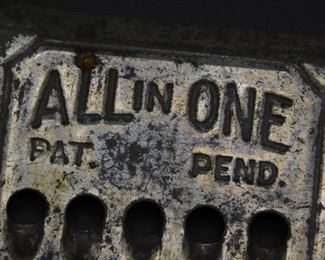 ALL IN ONE
PAT. PEND.